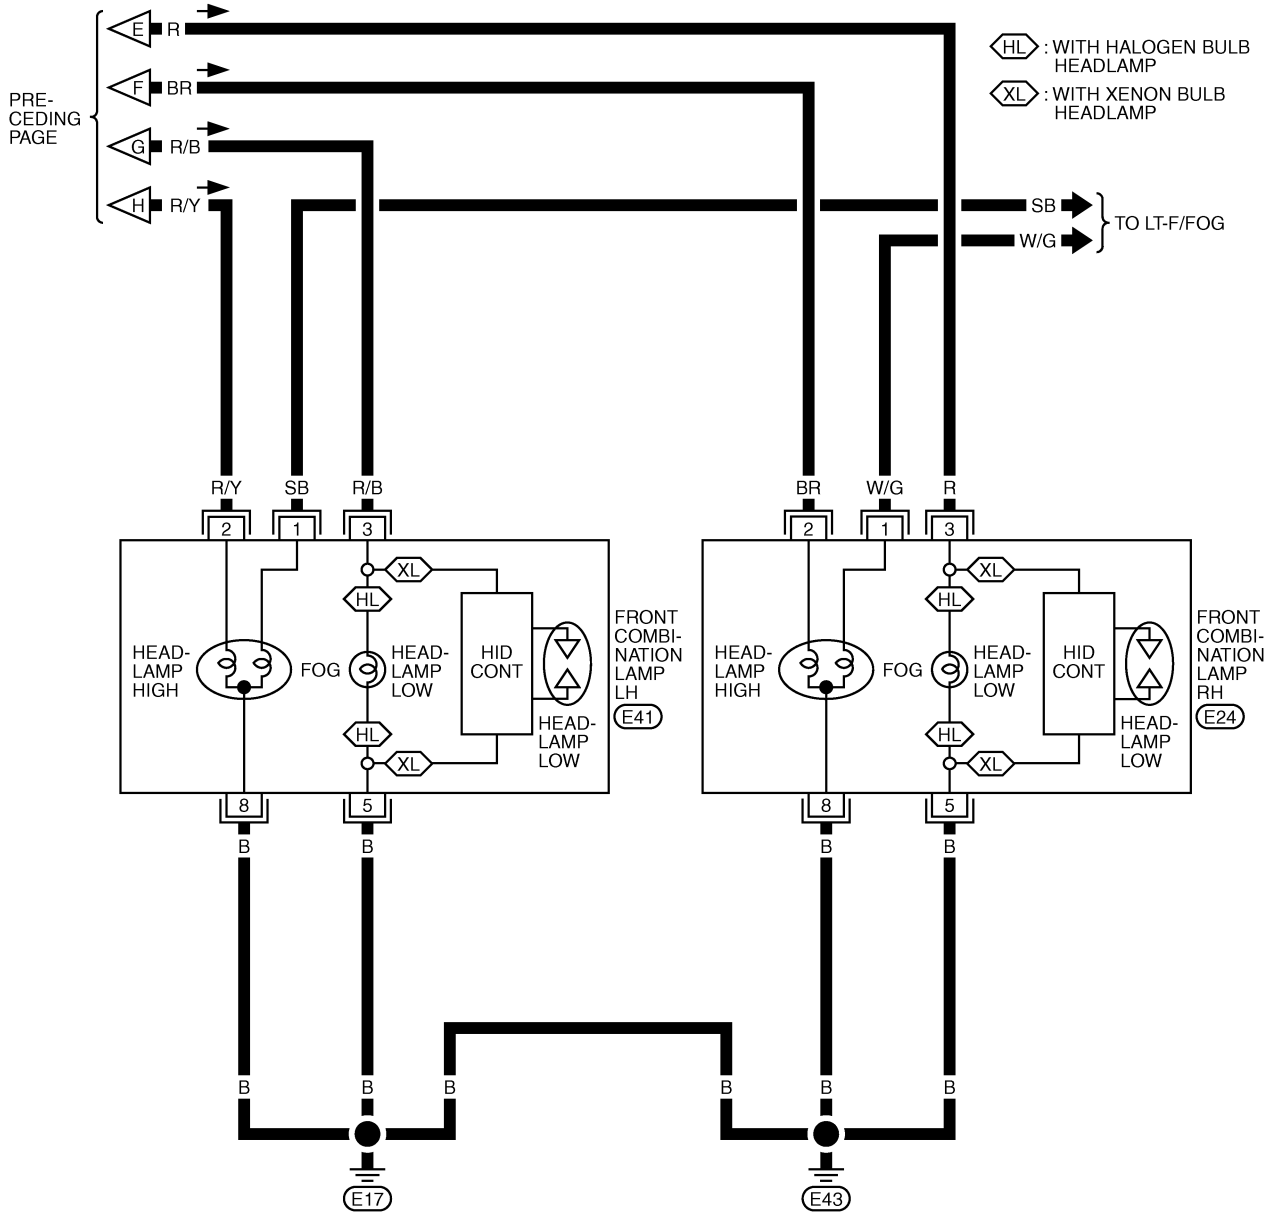 E R
F BR
G R/B
H R/Y
PRE-
CEDING
PAGE
HL : WITH HALOGEN BULB
HEADLAMP
XL : WITH XENON BULB
HEADLAMP
SB
W/G
TO LT-F/FOG
R/Y SB R/B
2 1 3
XL
HL
HEAD-
LAMP
HIGH
FOG
HEAD-
LAMP
LOW
HID
CONT
HEAD-
LAMP
LOW
HL
XL
FRONT
COMBI-
NATION
LAMP
LH
E41
8 5
B B
BR W/G R
2 1 3
XL
HL
HEAD-
LAMP
HIGH
FOG
HEAD-
LAMP
LOW
HID
CONT
HEAD-
LAMP
LOW
HL
XL
FRONT
COMBI-
NATION
LAMP
RH
E24
8 5
B B
B B B B B B
E17 E43